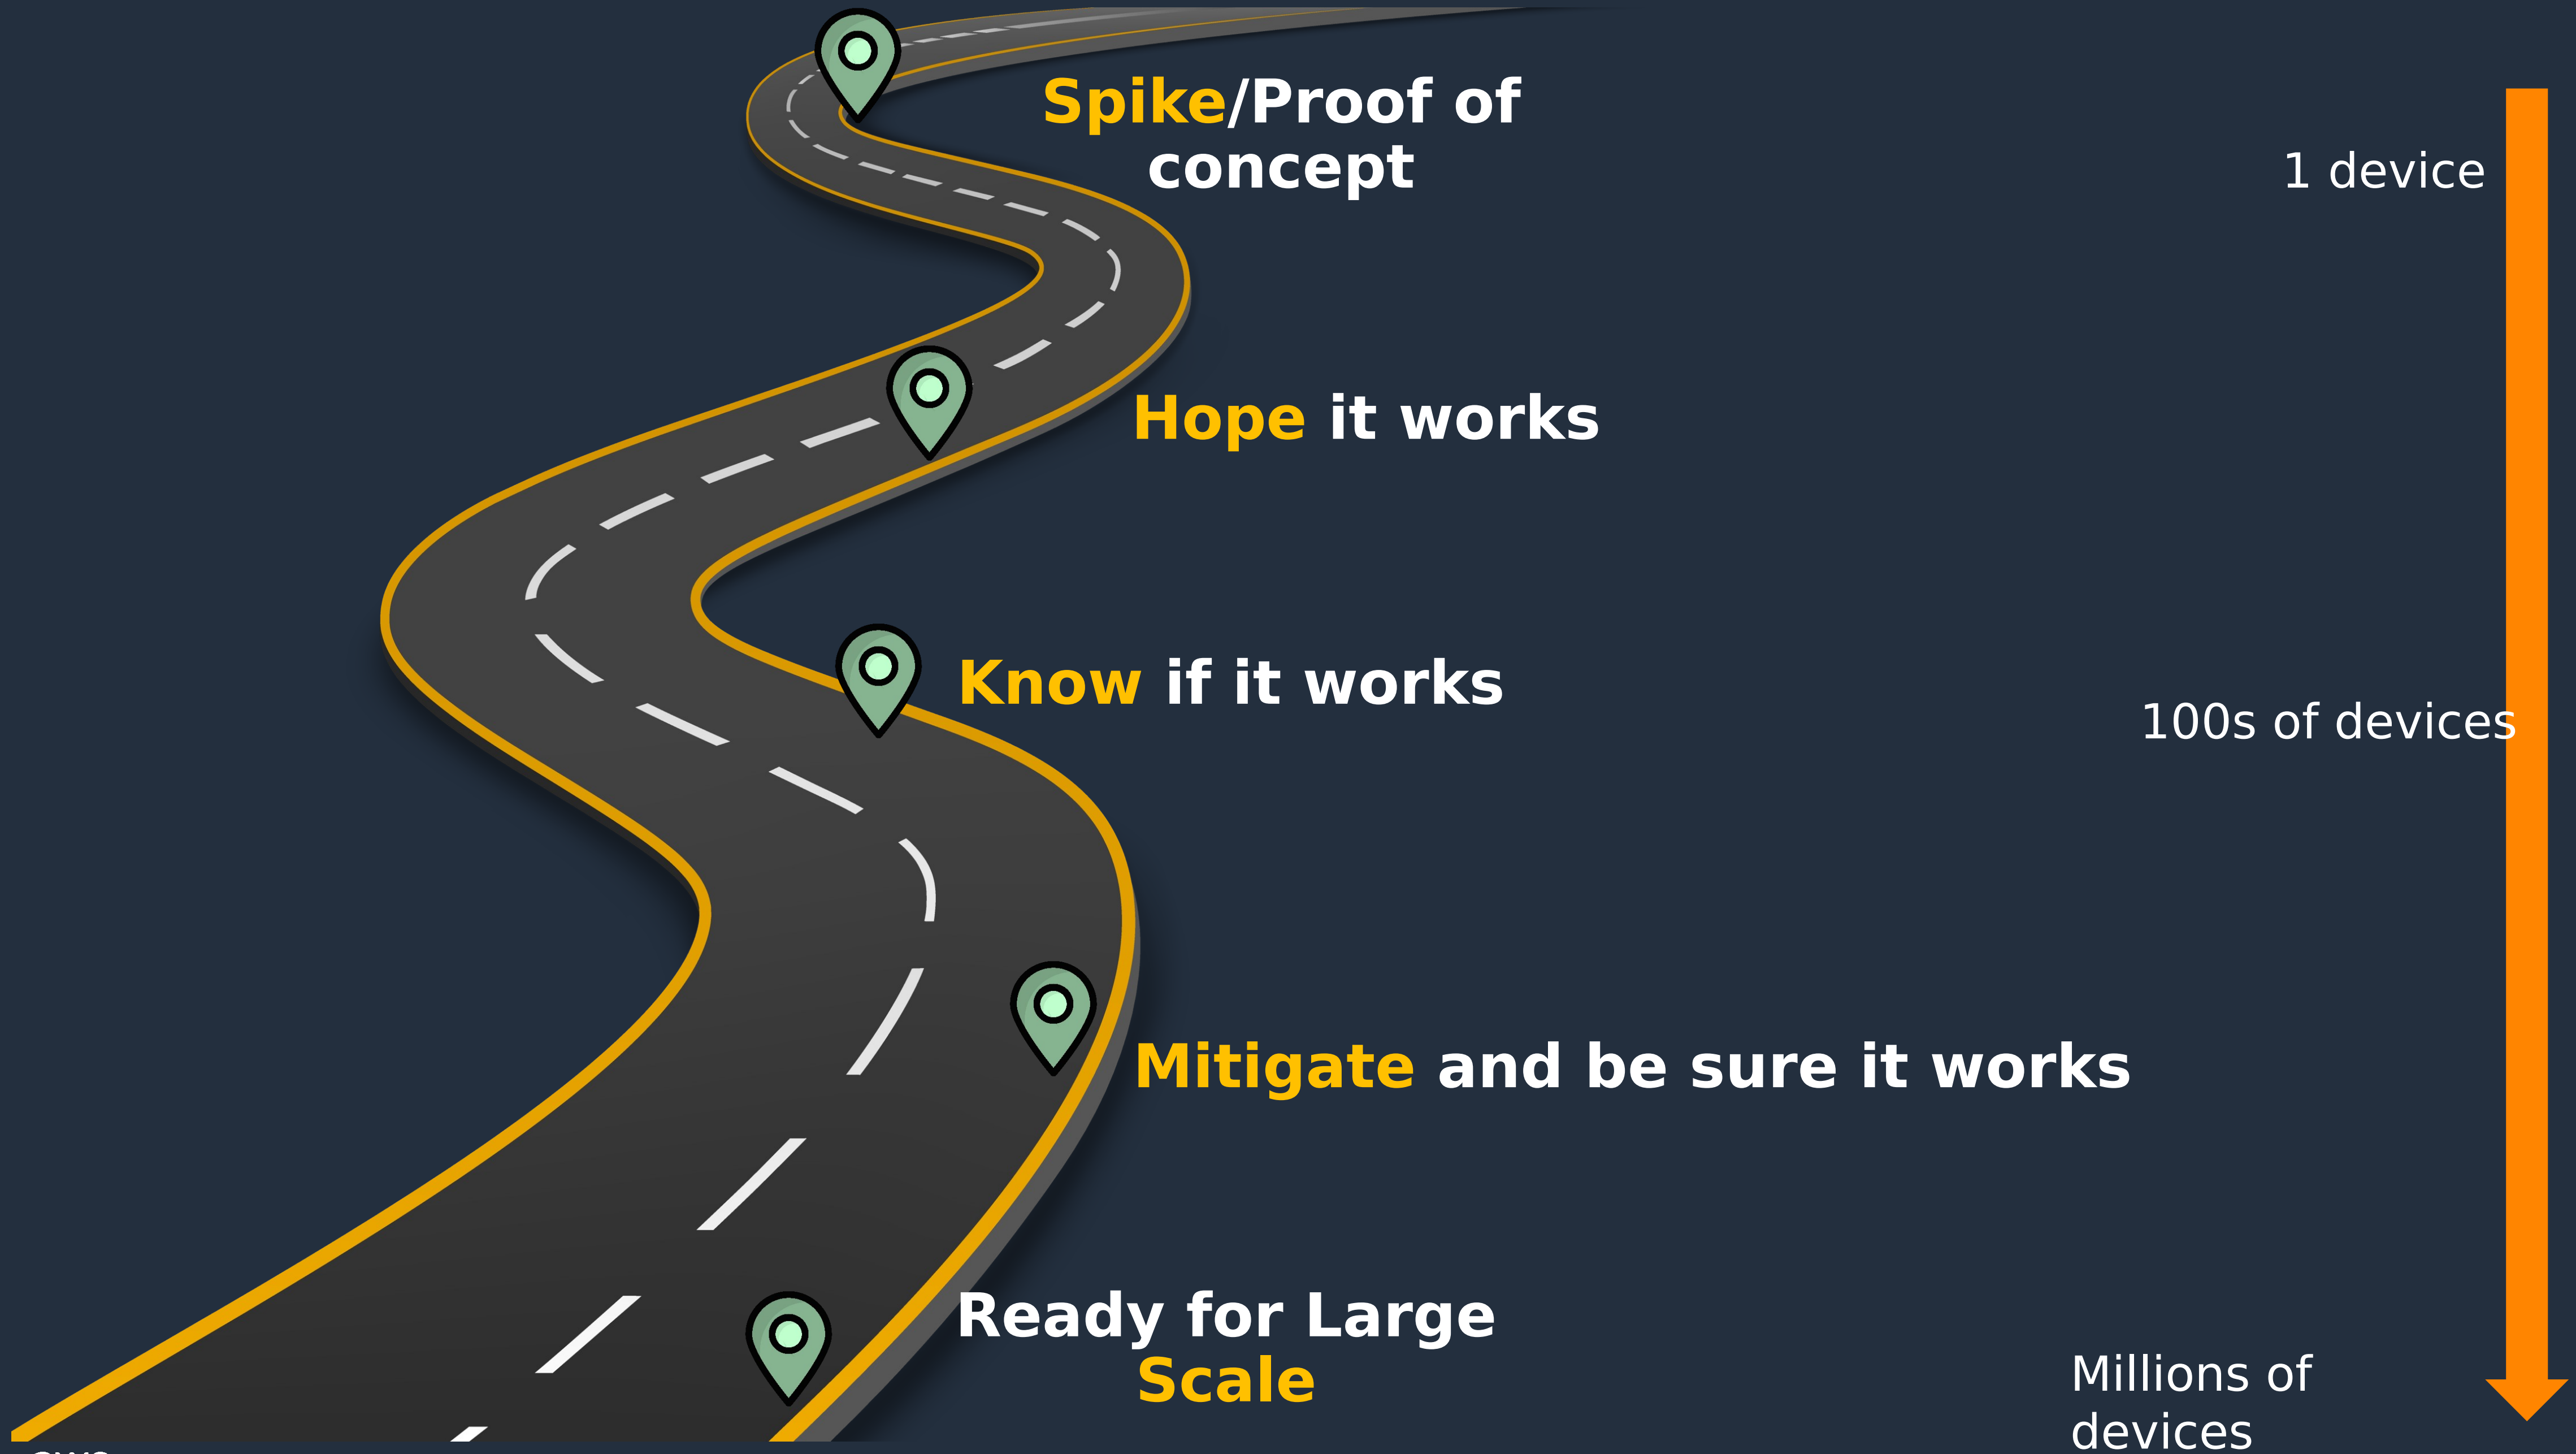 Spike/Proof of
concept
1 device
Hope it works
Know if it works
100s of devices
Mitigate and be sure it works
Ready for Large
Scale
Millions of
devices